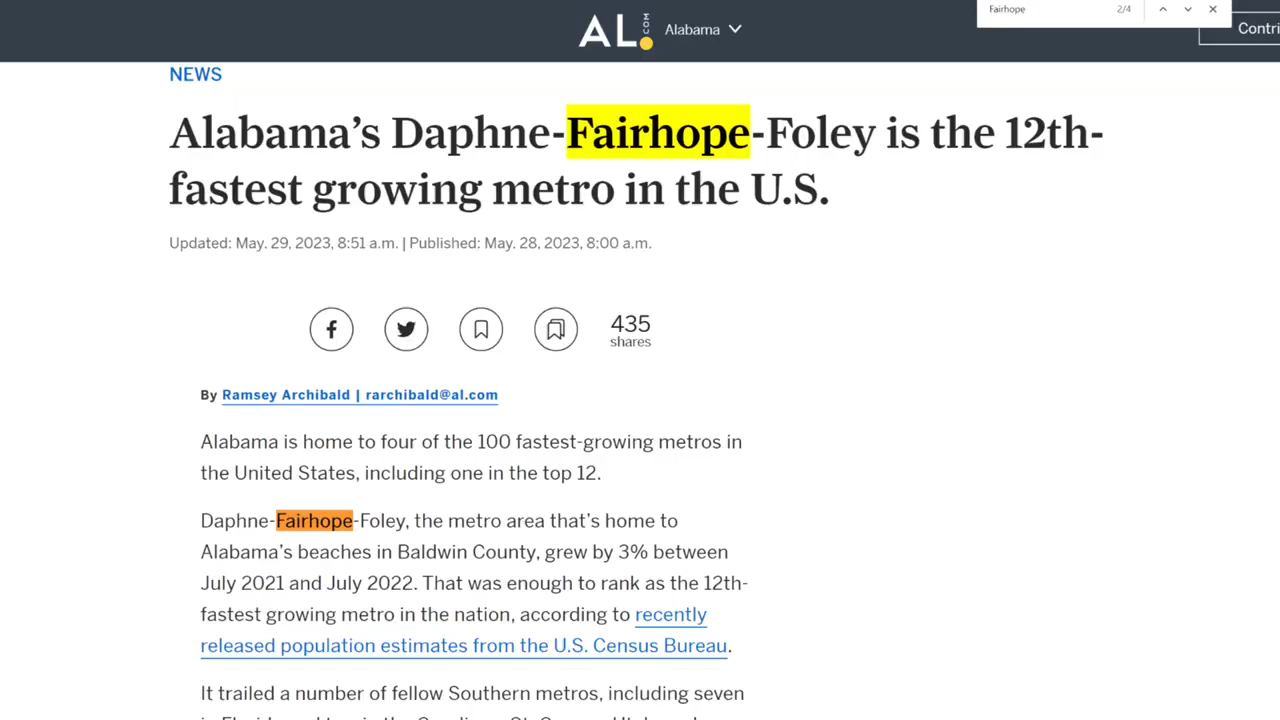 Fairhope 2/4
AL.COM Alabama
Contri
NEWS
Alabama’s Daphne-Fairhope-Foley is the 12th-
fastest growing metro in the U.S.
Updated: May. 29, 2023, 8:51 a.m. | Published: May. 28, 2023, 8:00 a.m.
435
shares
By Ramsey Archibald | rarchibald@al.com
Alabama is home to four of the 100 fastest-growing metros in
the United States, including one in the top 12.
Daphne-Fairhope-Foley, the metro area that’s home to
Alabama’s beaches in Baldwin County, grew by 3% between
July 2021 and July 2022. That was enough to rank as the 12th-
fastest growing metro in the nation, according to recently
released population estimates from the U.S. Census Bureau.
It trailed a number of fellow Southern metros, including seven